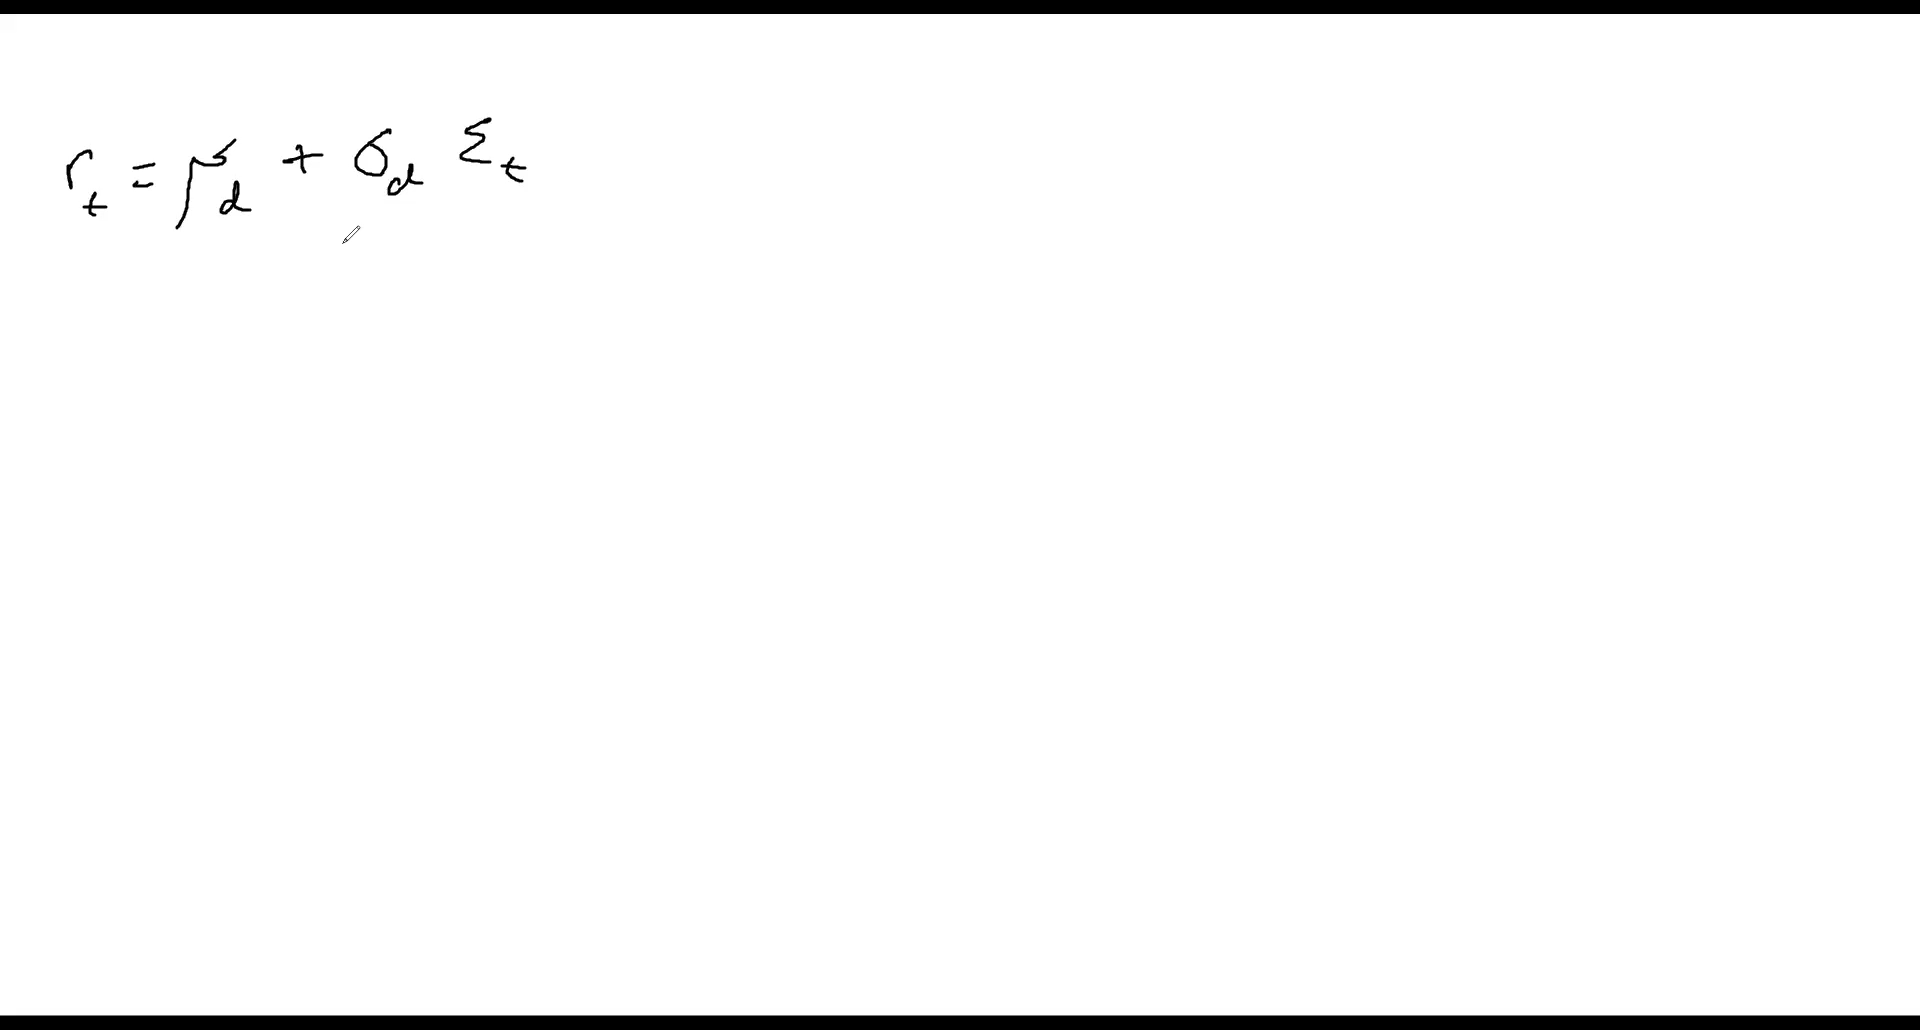 r_t = μ_d + σ_d ε_t